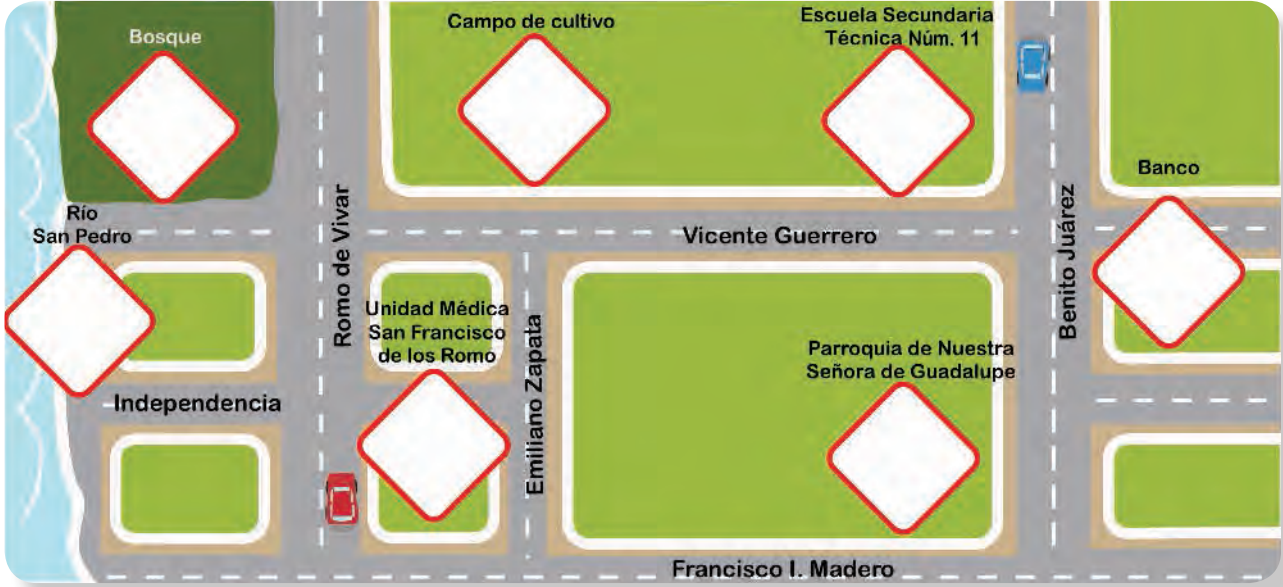 Bosque
Campo de cultivo
Escuela Secundaria
Técnica Núm. 11
Banco
Río
San Pedro
Romo de Vivar
Vicente Guerrero
Benito Juárez
Unidad Médica
San Francisco
de los Romo
Emiliano Zapata
Parroquia de Nuestra
Señora de Guadalupe
Independencia
Francisco I. Madero